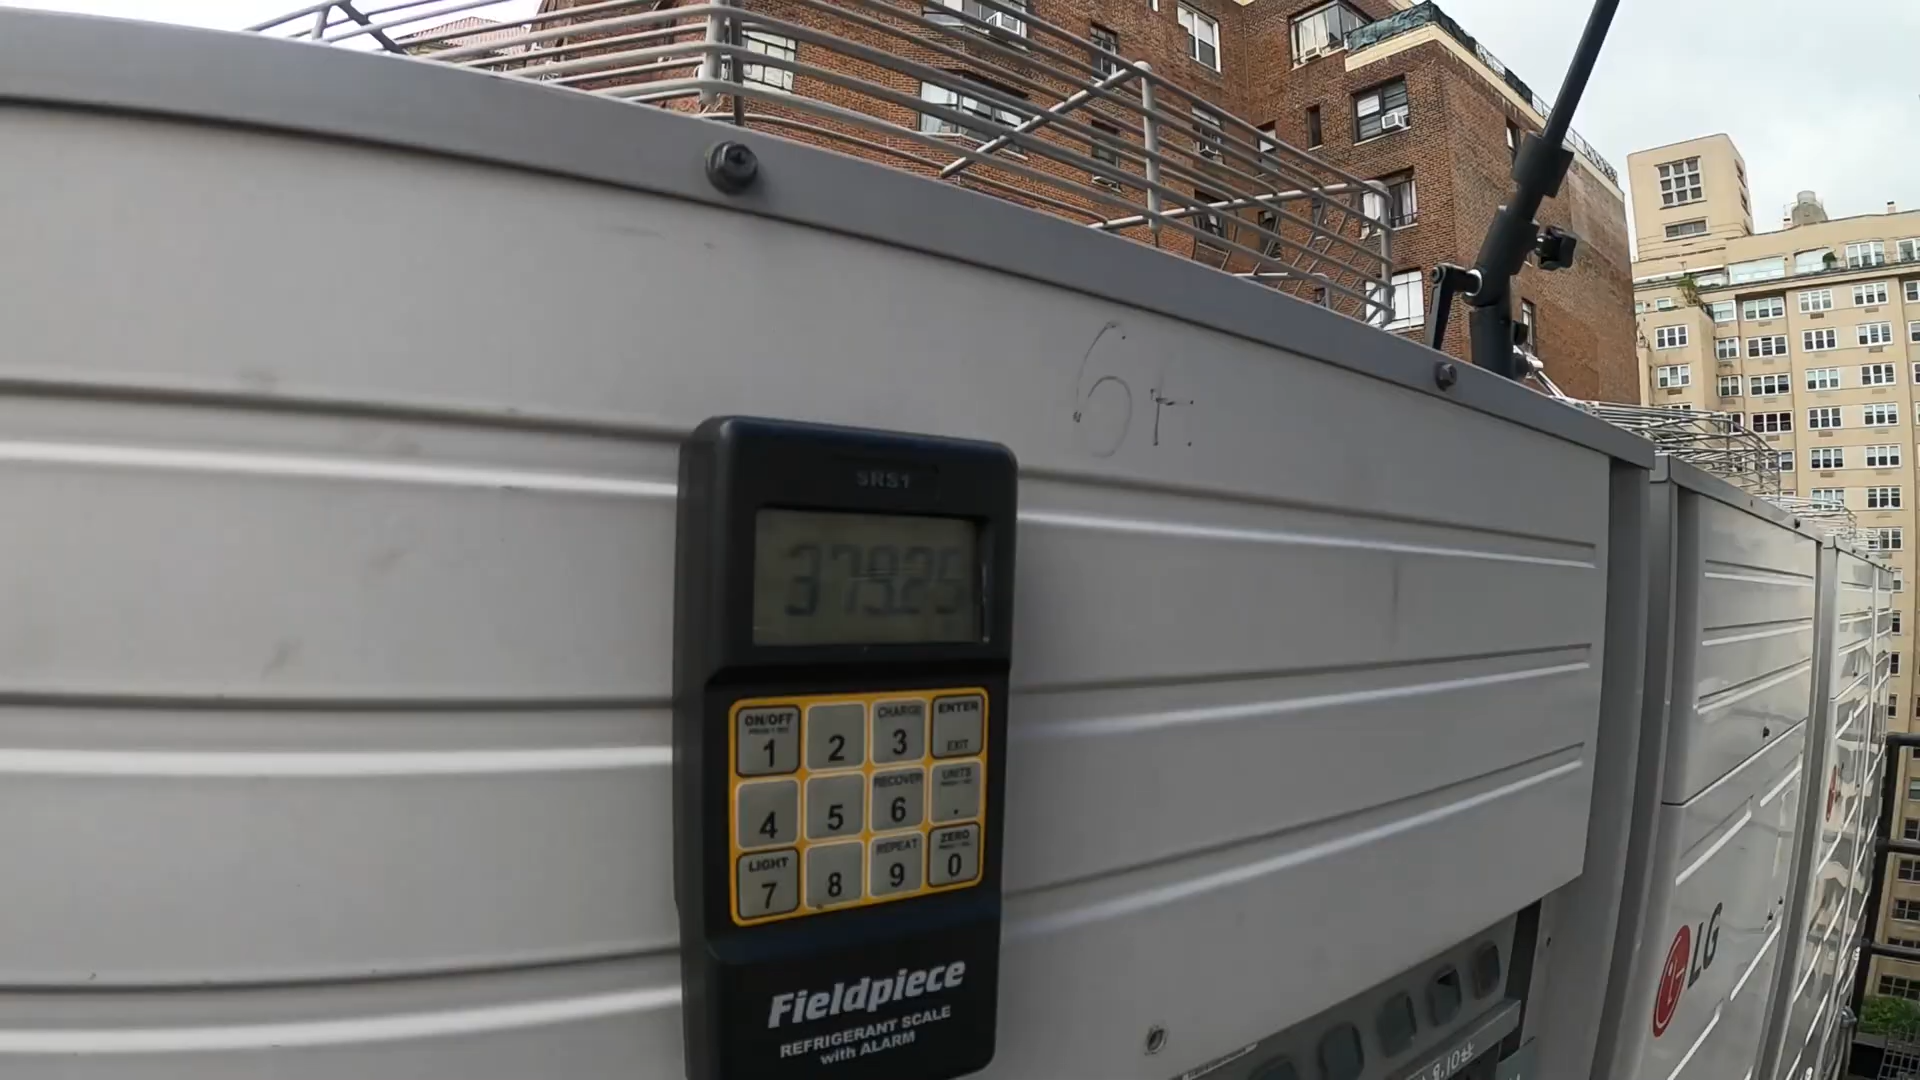 6th
SRS1
379.25
ON/OFF
1
2
CHARGE
3
ENTER
EXIT
4
5
RECOVER
6
UNITS
.
LIGHT
7
8
REPEAT
9
ZERO
0
Fieldpiece
REFRIGERANT SCALE
with ALARM
LG